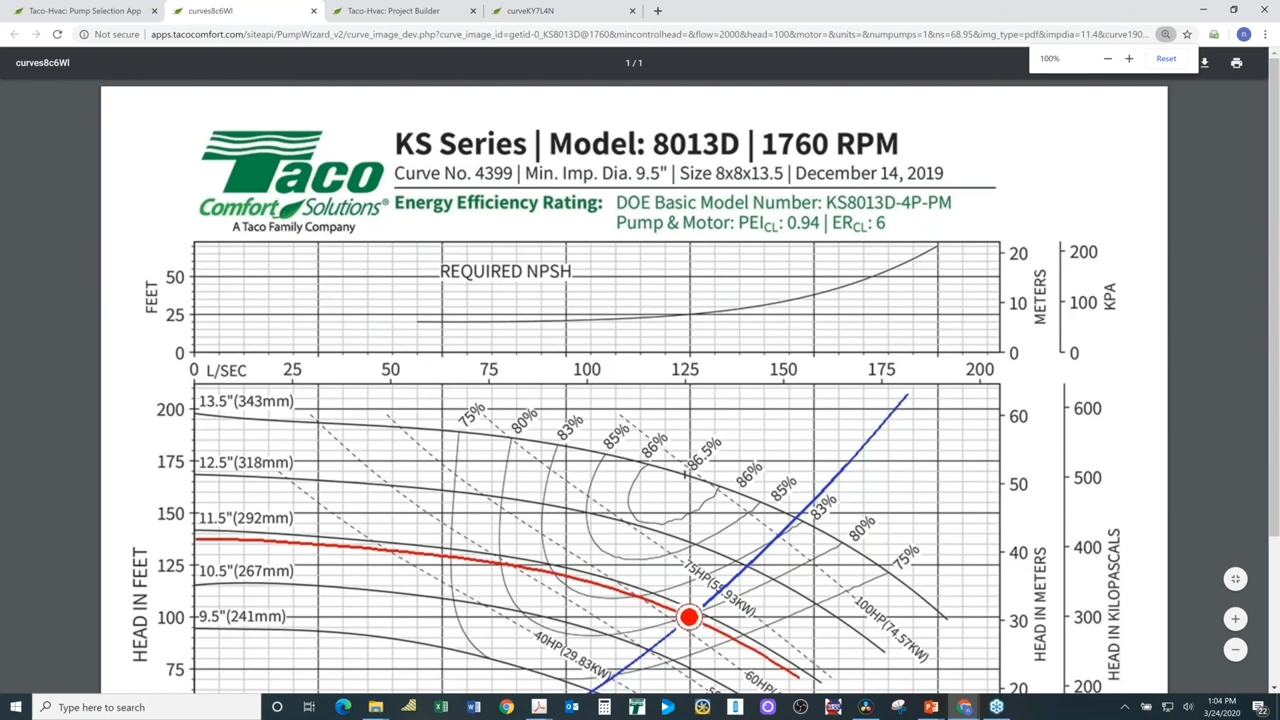 Taco-Hvac: Pump Selection App
curves8c6Wl
Taco-Hvac: Project Builder
curveKY7L4N
Not secure | apps.tacocomfort.com/siteapi/PumpWizard_v2/curve_image_dev.php?curve_image_id=getid-0_KS8013D@1760&mincontrolhead=&flow=2000&head=100&motor=&units=&numpumps=1&ns=68.95&img_type=pdf&impdia=11.4&curve190...
n
100%
Reset
curves8c6Wl
1 / 1
Taco
Comfort Solutions®
A Taco Family Company
KS Series | Model: 8013D | 1760 RPM
Curve No. 4399 | Min. Imp. Dia. 9.5" | Size 8x8x13.5 | December 14, 2019
Energy Efficiency Rating:
DOE Basic Model Number: KS8013D-4P-PM
Pump & Motor: PEICL: 0.94 | ERCL: 6
REQUIRED NPSH
FEET
50
25
0
20
10
0
METERS
200
100
0
KPA
0 L/SEC 25 50 75 100 125 150 175 200
HEAD IN FEET
200
175
150
125
100
75
13.5"(343mm)
12.5"(318mm)
11.5"(292mm)
10.5"(267mm)
9.5"(241mm)
75%
80%
83%
85%
86%
86.5%
86%
85%
83%
80%
75%
75HP(55.93KW)
100HP(74.57KW)
40HP(29.83KW)
60HP(4
60
50
40
30
20
HEAD IN METERS
600
500
400
300
200
HEAD IN KILOPASCALS
Type here to search
1:04 PM
3/24/2020
22